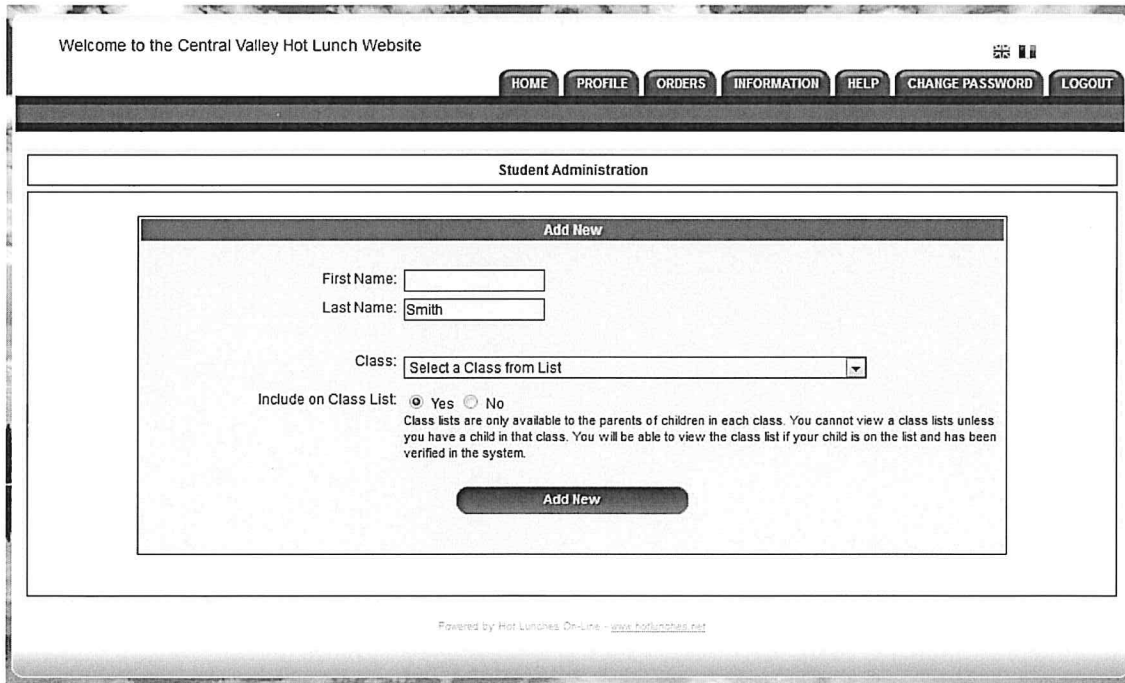 Welcome to the Central Valley Hot Lunch Website
HOME PROFILE ORDERS INFORMATION HELP CHANGE PASSWORD LOGOUT
Student Administration
Add New
First Name:
Last Name: Smith
Class: Select a Class from List
Include on Class List: Yes No
Class lists are only available to the parents of children in each class. You cannot view a class lists unless
you have a child in that class. You will be able to view the class list if your child is on the list and has been
verified in the system.
Add New
Powered by Hot Lunches On-Line - www.hotlunches.net